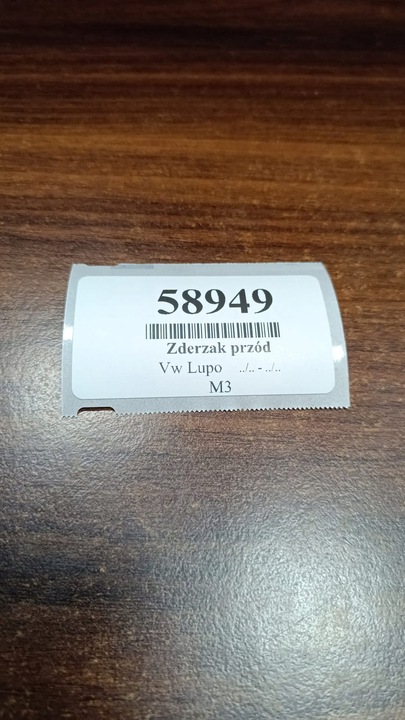 58949
Zderzak przód
Vw Lupo ../.. - ../..
M3